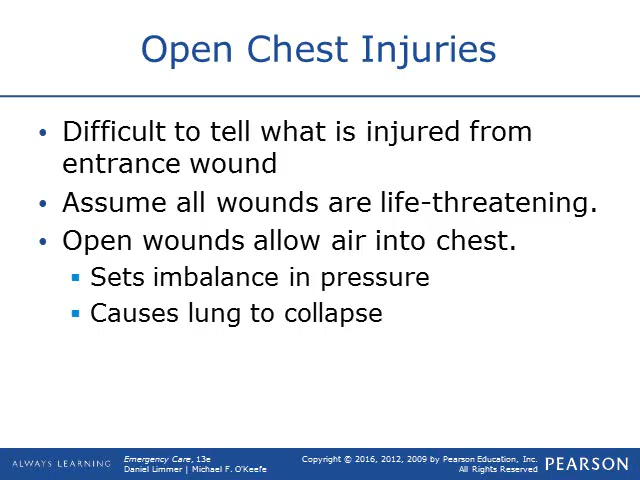 Open Chest Injuries
• Difficult to tell what is injured from
entrance wound
• Assume all wounds are life-threatening.
• Open wounds allow air into chest.
▪ Sets imbalance in pressure
▪ Causes lung to collapse
ALWAYS LEARNING
Emergency Care, 13e
Daniel Limmer | Michael F. O'Keefe
Copyright © 2016, 2012, 2009 by Pearson Education, Inc.
All Rights Reserved
PEARSON